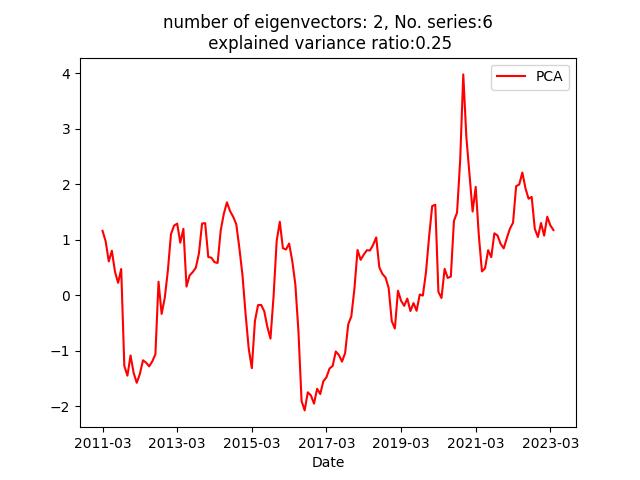 number of eigenvectors: 2, No. series:6
explained variance ratio:0.25
PCA
4
3
2
1
0
−1
−2
2011-03 2013-03 2015-03 2017-03 2019-03 2021-03 2023-03
Date